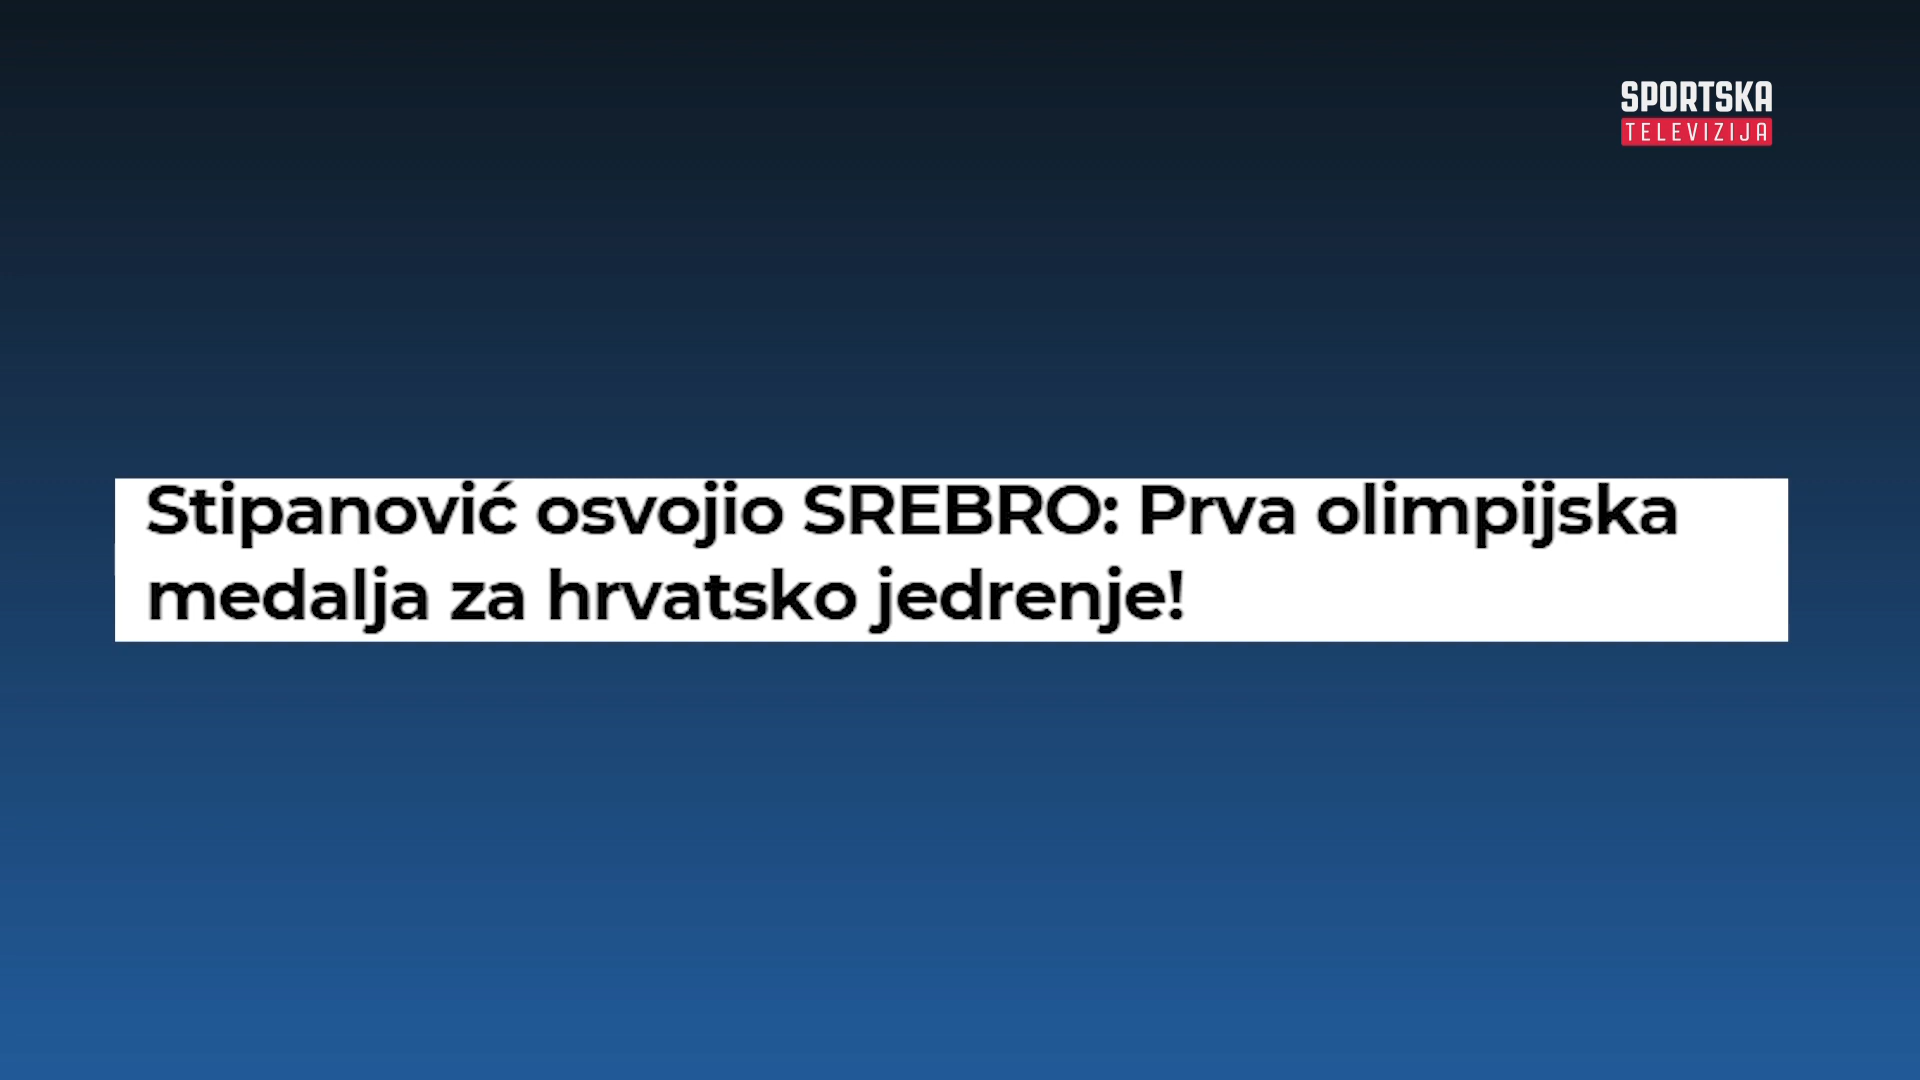 SPORTSKA
TELEVIZIJA
Stipanović osvojio SREBRO: Prva olimpijska
medalja za hrvatsko jedrenje!